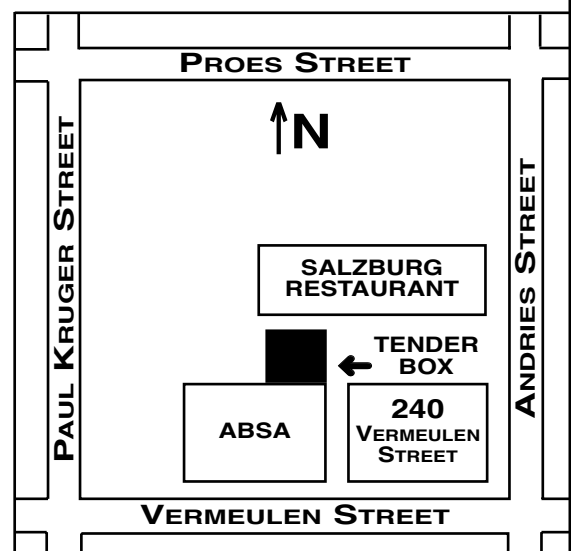 PROES STREET
N
PAUL KRUGER STREET
ANDRIES STREET
SALZBURG
RESTAURANT
TENDER
BOX
ABSA
240
VERMEULEN
STREET
VERMEULEN STREET